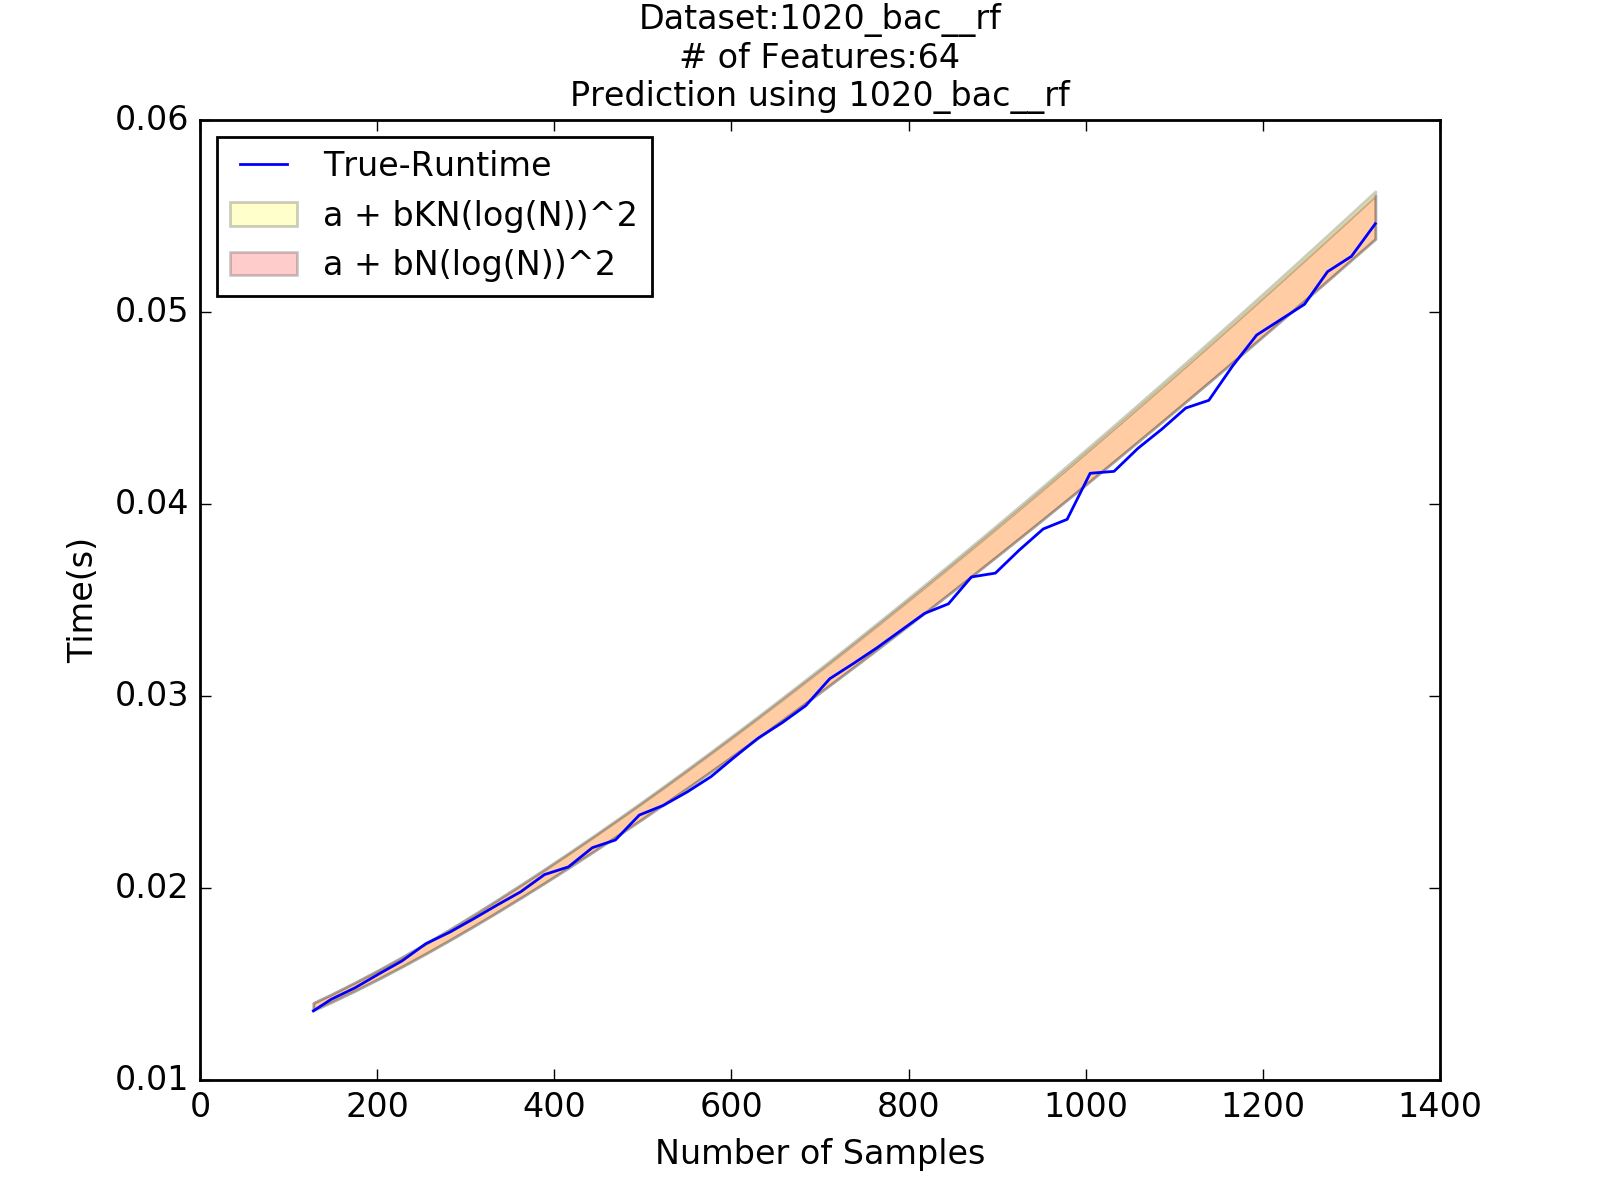 Dataset:1020_bac__rf
# of Features:64
Prediction using 1020_bac__rf
True-Runtime
a + bKN(log(N))^2
a + bN(log(N))^2
0.06
0.05
0.04
0.03
0.02
0.01
Time(s)
0 200 400 600 800 1000 1200 1400
Number of Samples